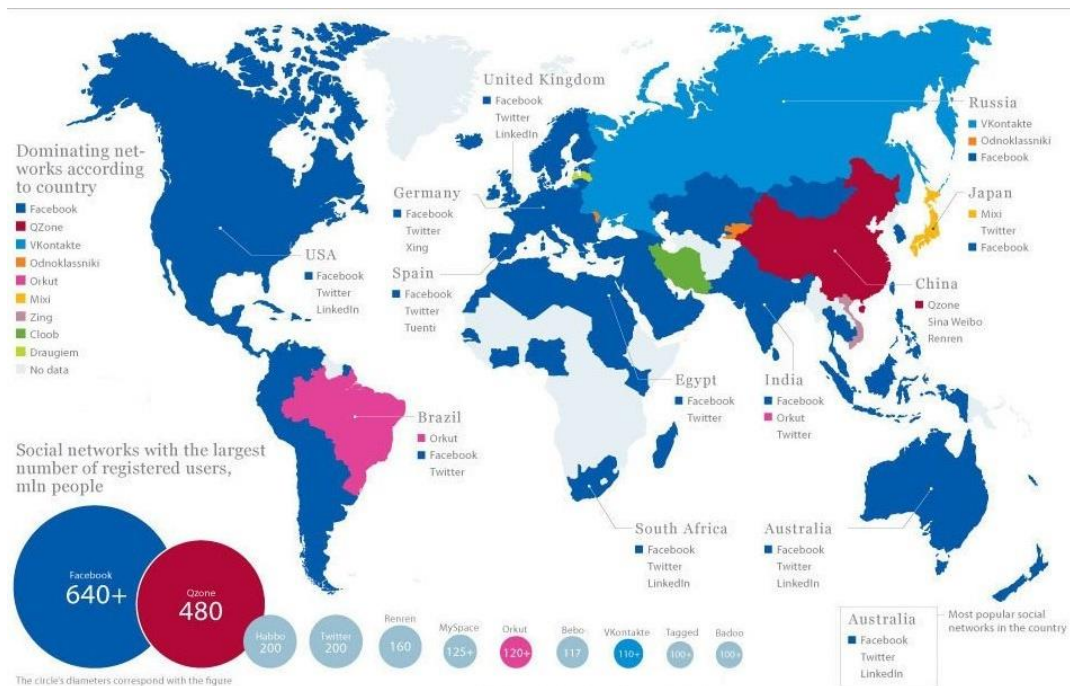 Dominating net-
works according
to country
Facebook
QZone
VKontakte
Odnoklassniki
Orkut
Mixi
Zing
Cloob
Draugiem
No data
United Kingdom
Facebook
Twitter
LinkedIn
Germany
Facebook
Twitter
Xing
Spain
Facebook
Twitter
Tuenti
USA
Facebook
Twitter
LinkedIn
Russia
VKontakte
Odnoklassniki
Facebook
Japan
Mixi
Twitter
Facebook
China
Qzone
Sina Weibo
Renren
Egypt
Facebook
Twitter
India
Facebook
Orkut
Twitter
Brazil
Orkut
Facebook
Twitter
South Africa
Facebook
Twitter
LinkedIn
Australia
Facebook
Twitter
LinkedIn
Social networks with the largest
number of registered users,
mln people
Facebook
640+
Qzone
480
Habbo
200
Twitter
200
Renren
160
MySpace
125+
Orkut
120+
Bebo
117
VKontakte
110+
Tagged
100+
Badoo
100+
The circle's diameters correspond with the figure
Australia
Facebook
Twitter
LinkedIn
Most popular social
networks in the country